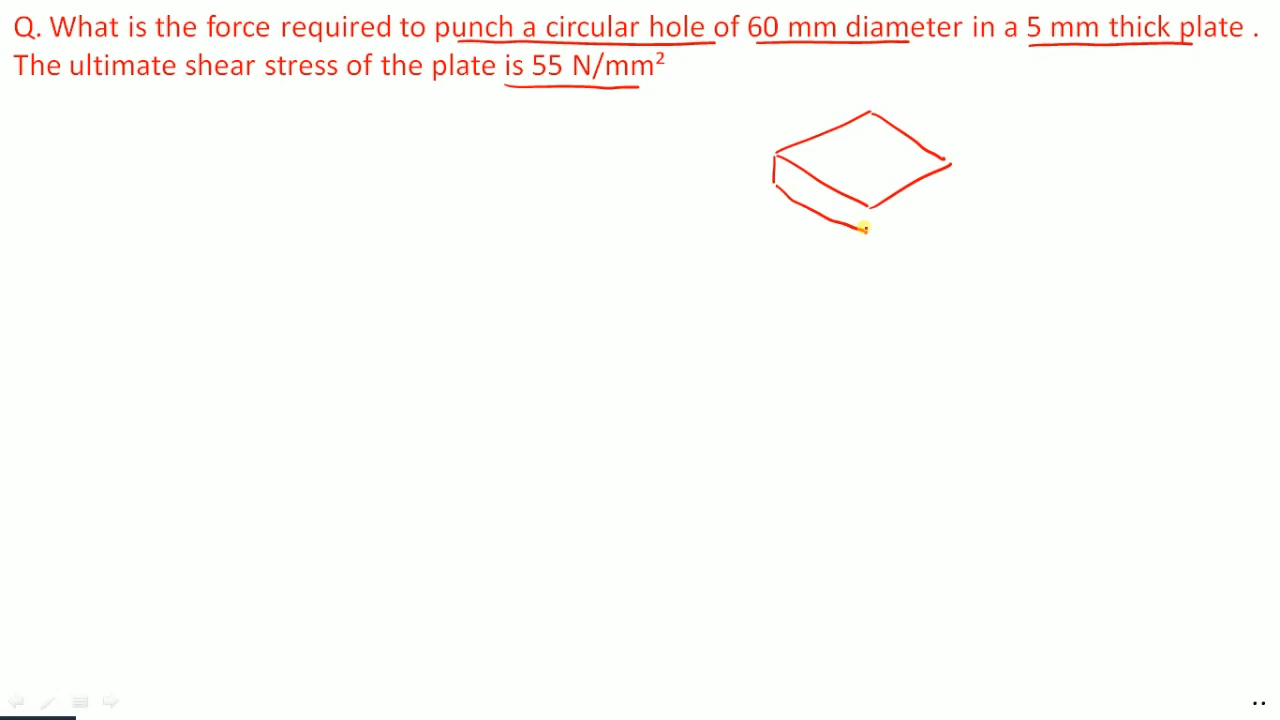 Q. What is the force required to punch a circular hole of 60 mm diameter in a 5 mm thick plate .
The ultimate shear stress of the plate is 55 N/mm²